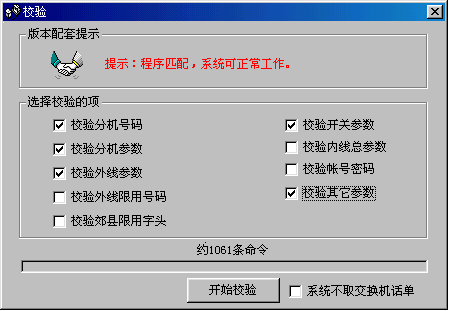 校验
版本配套提示
提示：程序匹配，系统可正常工作。
选择校验的项
校验分机号码
校验分机参数
校验外线参数
校验外线限用号码
校验郊县限用字头
校验开关参数
校验内线总参数
校验帐号密码
校验其它参数
约1061条命令
开始校验
系统不取交换机话单